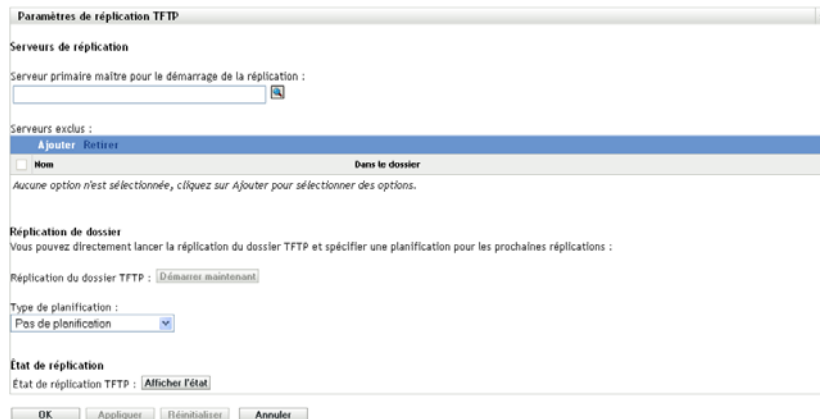 Paramètres de réplication TFTP
Serveurs de réplication
Serveur primaire maître pour le démarrage de la réplication :
Serveurs exclus :
Ajouter Retirer
Nom Dans le dossier
Aucune option n'est sélectionnée, cliquez sur Ajouter pour sélectionner des options.
Réplication de dossier
Vous pouvez directement lancer la réplication du dossier TFTP et spécifier une planification pour les prochaines réplications :
Réplication du dossier TFTP : Démarrer maintenant
Type de planification :
Pas de planification
État de réplication
État de réplication TFTP : Afficher l'état
OK Appliquer Réinitialiser Annuler